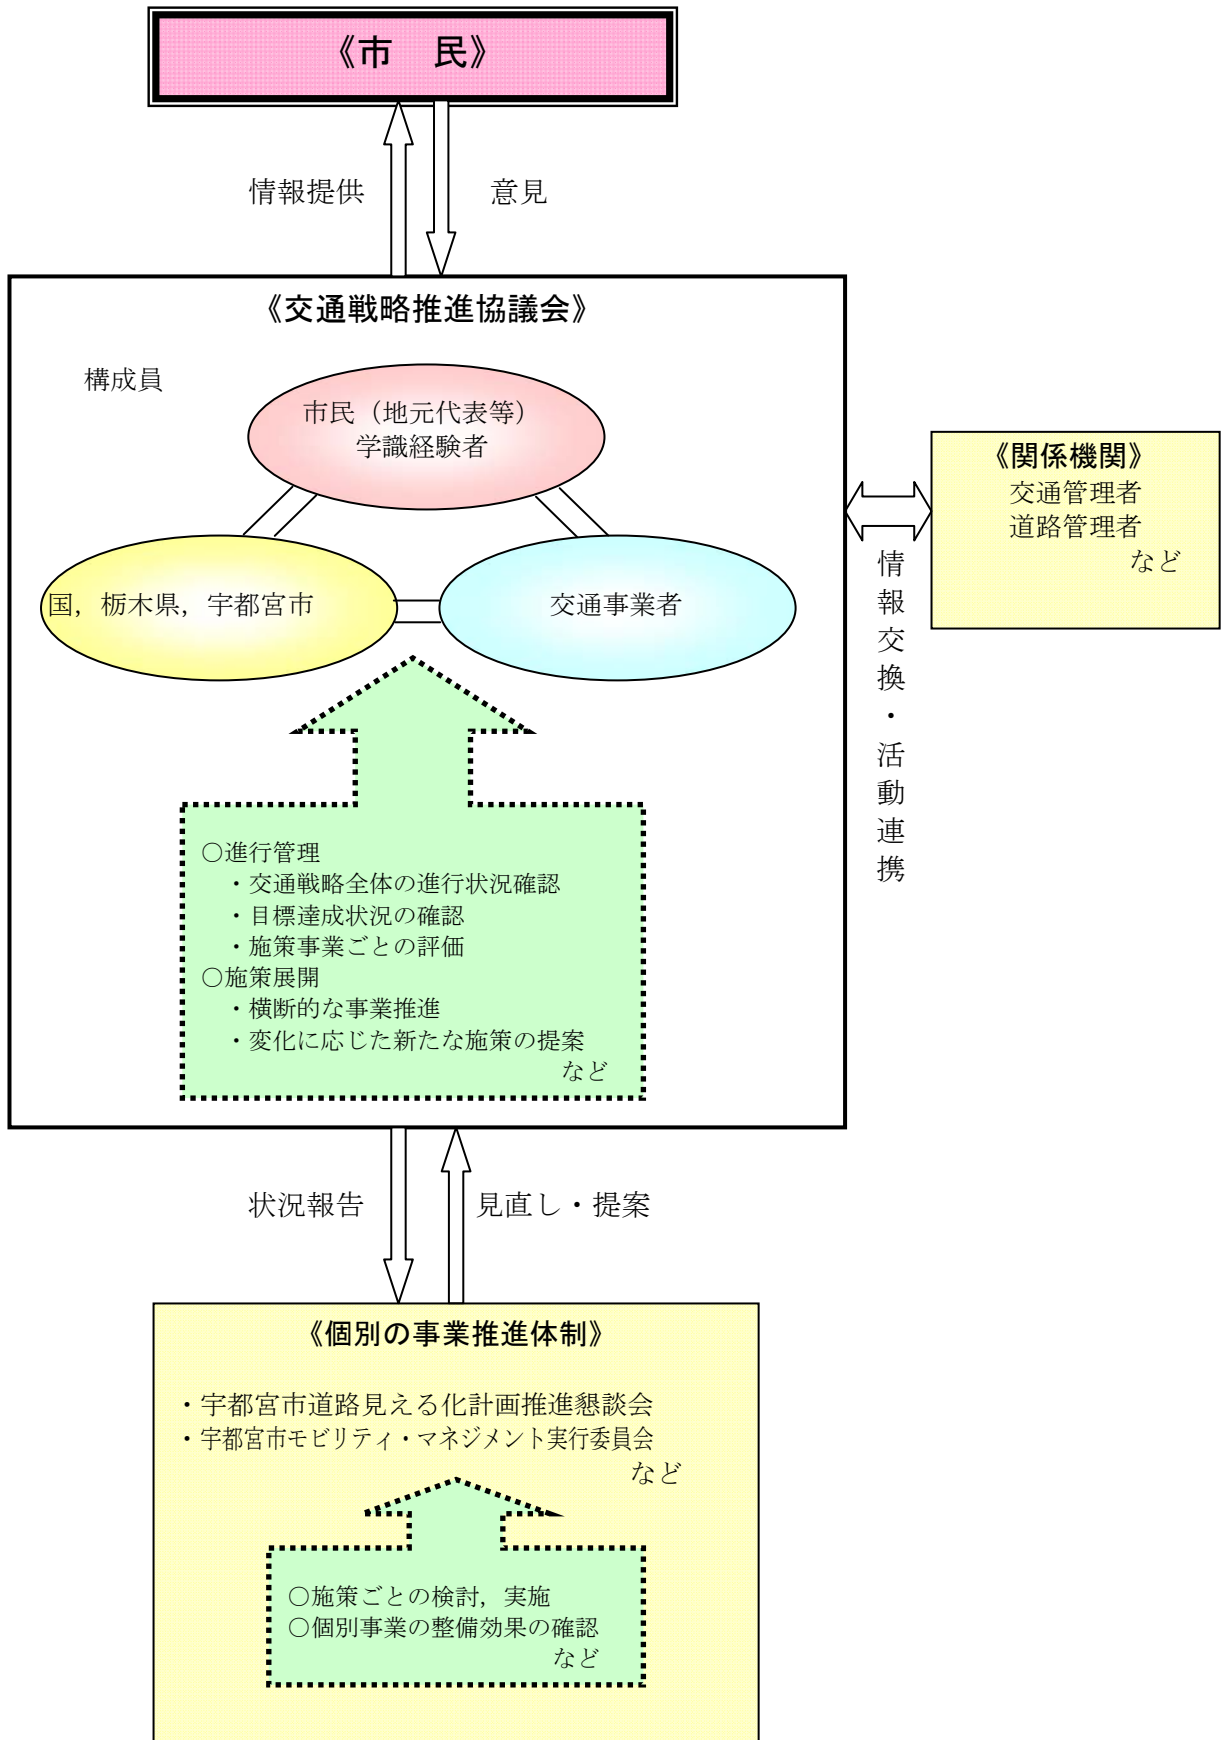 《市　民》
情報提供
意見
《交通戦略推進協議会》
構成員
市民（地元代表等）
学識経験者
国，栃木県，宇都宮市
交通事業者
《関係機関》
交通管理者
道路管理者
など
情報交換・活動連携
○進行管理
・交通戦略全体の進行状況確認
・目標達成状況の確認
・施策事業ごとの評価
○施策展開
・横断的な事業推進
・変化に応じた新たな施策の提案
など
状況報告
見直し・提案
《個別の事業推進体制》
・宇都宮市道路見える化計画推進懇談会
・宇都宮市モビリティ・マネジメント実行委員会
など
○施策ごとの検討，実施
○個別事業の整備効果の確認
など